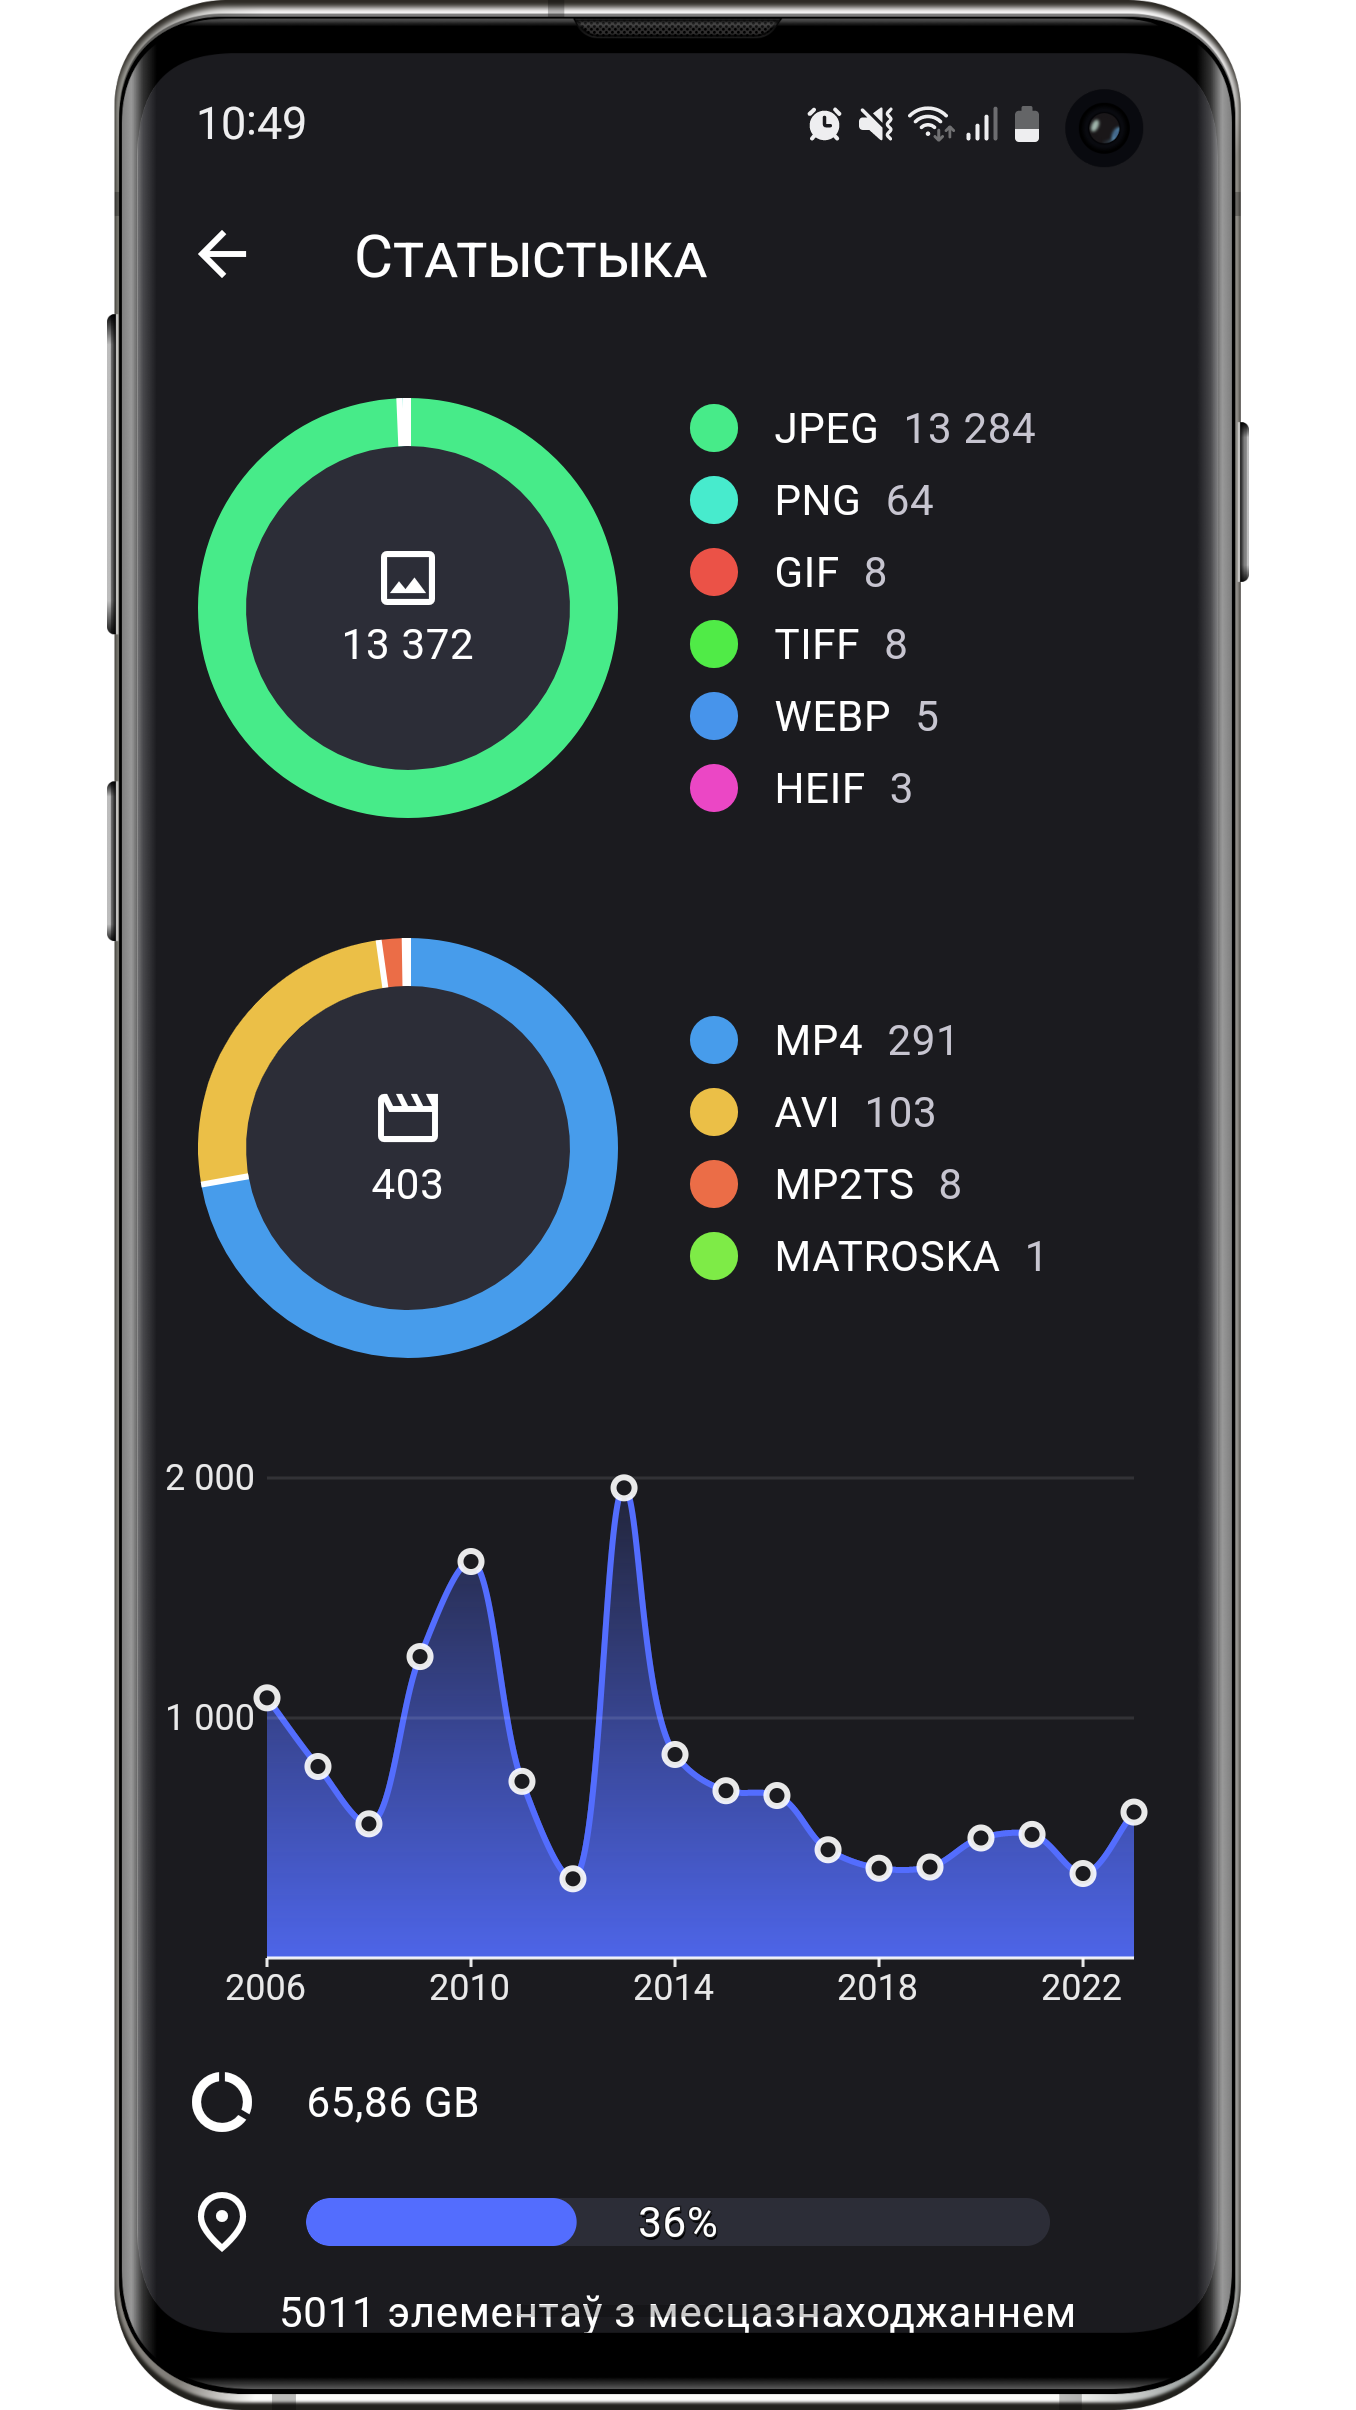 10:49
Статыстыка
JPEG 13 284
PNG 64
GIF 8
TIFF 8
WEBP 5
HEIF 3
13 372
MP4 291
AVI 103
MP2TS 8
MATROSKA 1
403
2 000
1 000
2006 2010 2014 2018 2022
65,86 GB
36%
5011 элементаў з месцазнаходжаннем